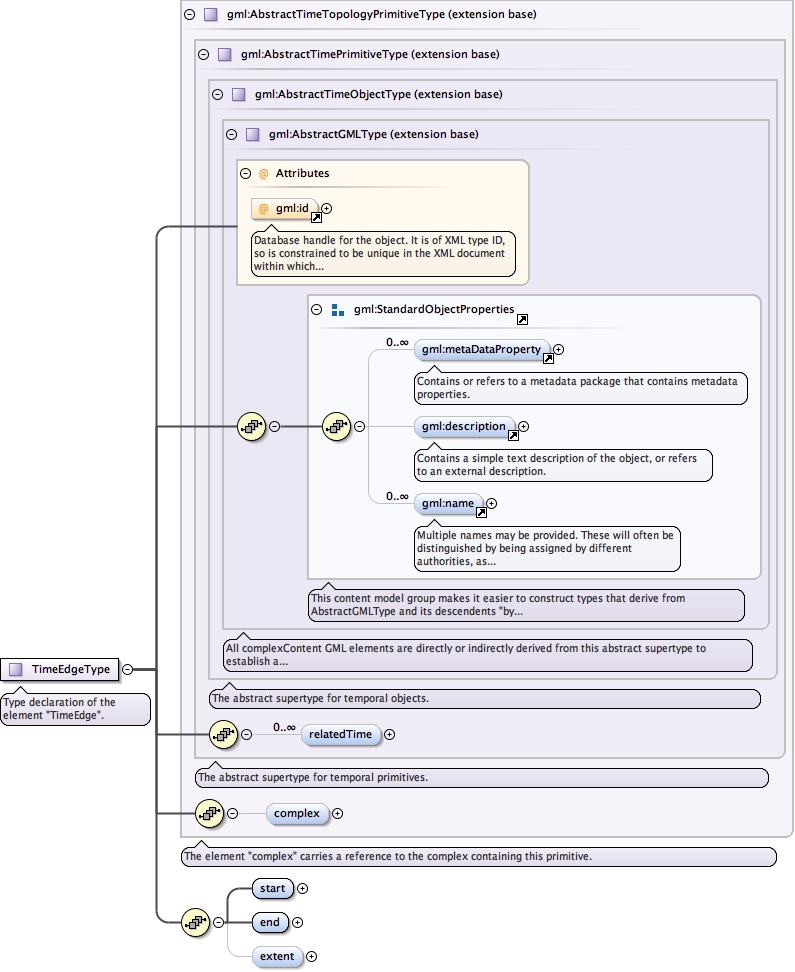 gml:AbstractTimeTopologyPrimitiveType (extension base)
gml:AbstractTimePrimitiveType (extension base)
gml:AbstractTimeObjectType (extension base)
gml:AbstractGMLType (extension base)
@ Attributes
@ gml:id
Database handle for the object. It is of XML type ID,
so is constrained to be unique in the XML document
within which...
gml:StandardObjectProperties
0..∞
gml:metaDataProperty
Contains or refers to a metadata package that contains metadata
properties.
gml:description
Contains a simple text description of the object, or refers
to an external description.
0..∞
gml:name
Multiple names may be provided. These will often be
distinguished by being assigned by different
authorities, as...
This content model group makes it easier to construct types that derive from
AbstractGMLType and its descendents "by...
All complexContent GML elements are directly or indirectly derived from this abstract supertype to
establish a...
TimeEdgeType
Type declaration of the
element "TimeEdge".
The abstract supertype for temporal objects.
0..∞
relatedTime
The abstract supertype for temporal primitives.
complex
The element "complex" carries a reference to the complex containing this primitive.
start
end
extent